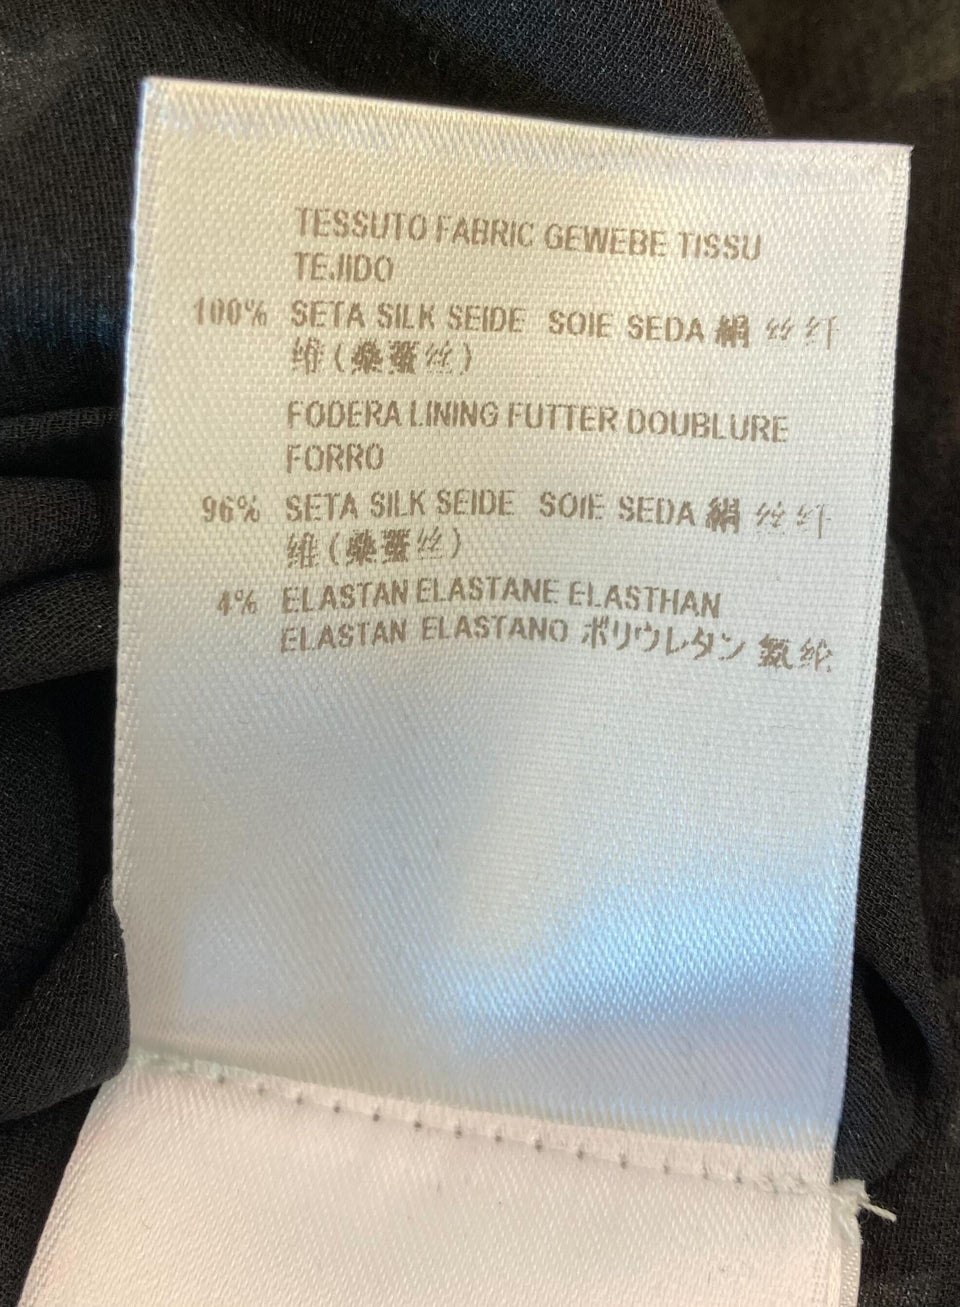 TESSUTO FABRIC GEWEBE TISSU
TEJIDO
100% SETA SILK SEIDE SOIE SEDA 絹 丝纤
维(桑蚕丝)
FODERA LINING FUTTER DOUBLURE
FORRO
96% SETA SILK SEIDE SOIE SEDA 絹 丝纤
维(桑蚕丝)
4% ELASTAN ELASTANE ELASTHAN
ELASTAN ELASTANO ポリウレタン 氨纶